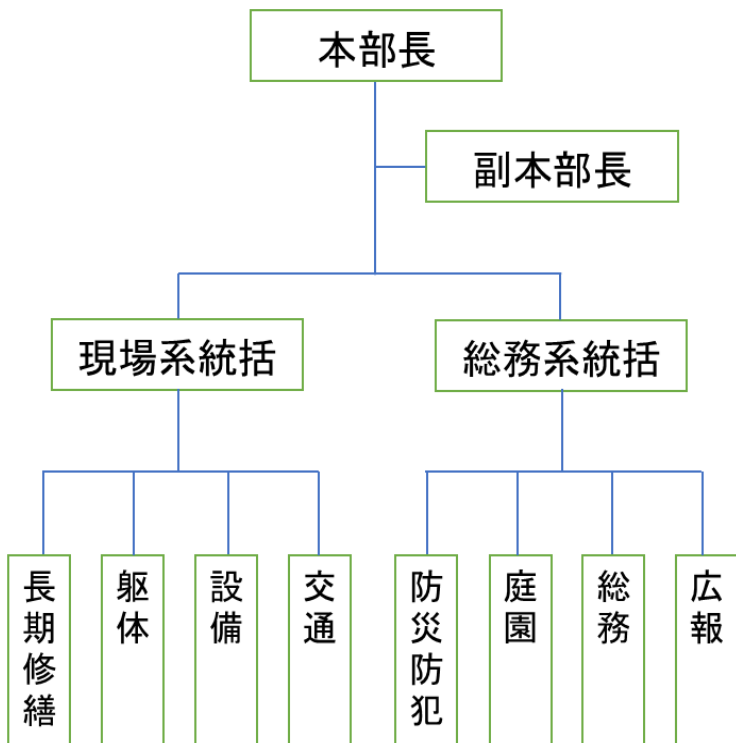 本部長
副本部長
現場系統括
総務系統括
長期修繕
躯体
設備
交通
防災防犯
庭園
総務
広報